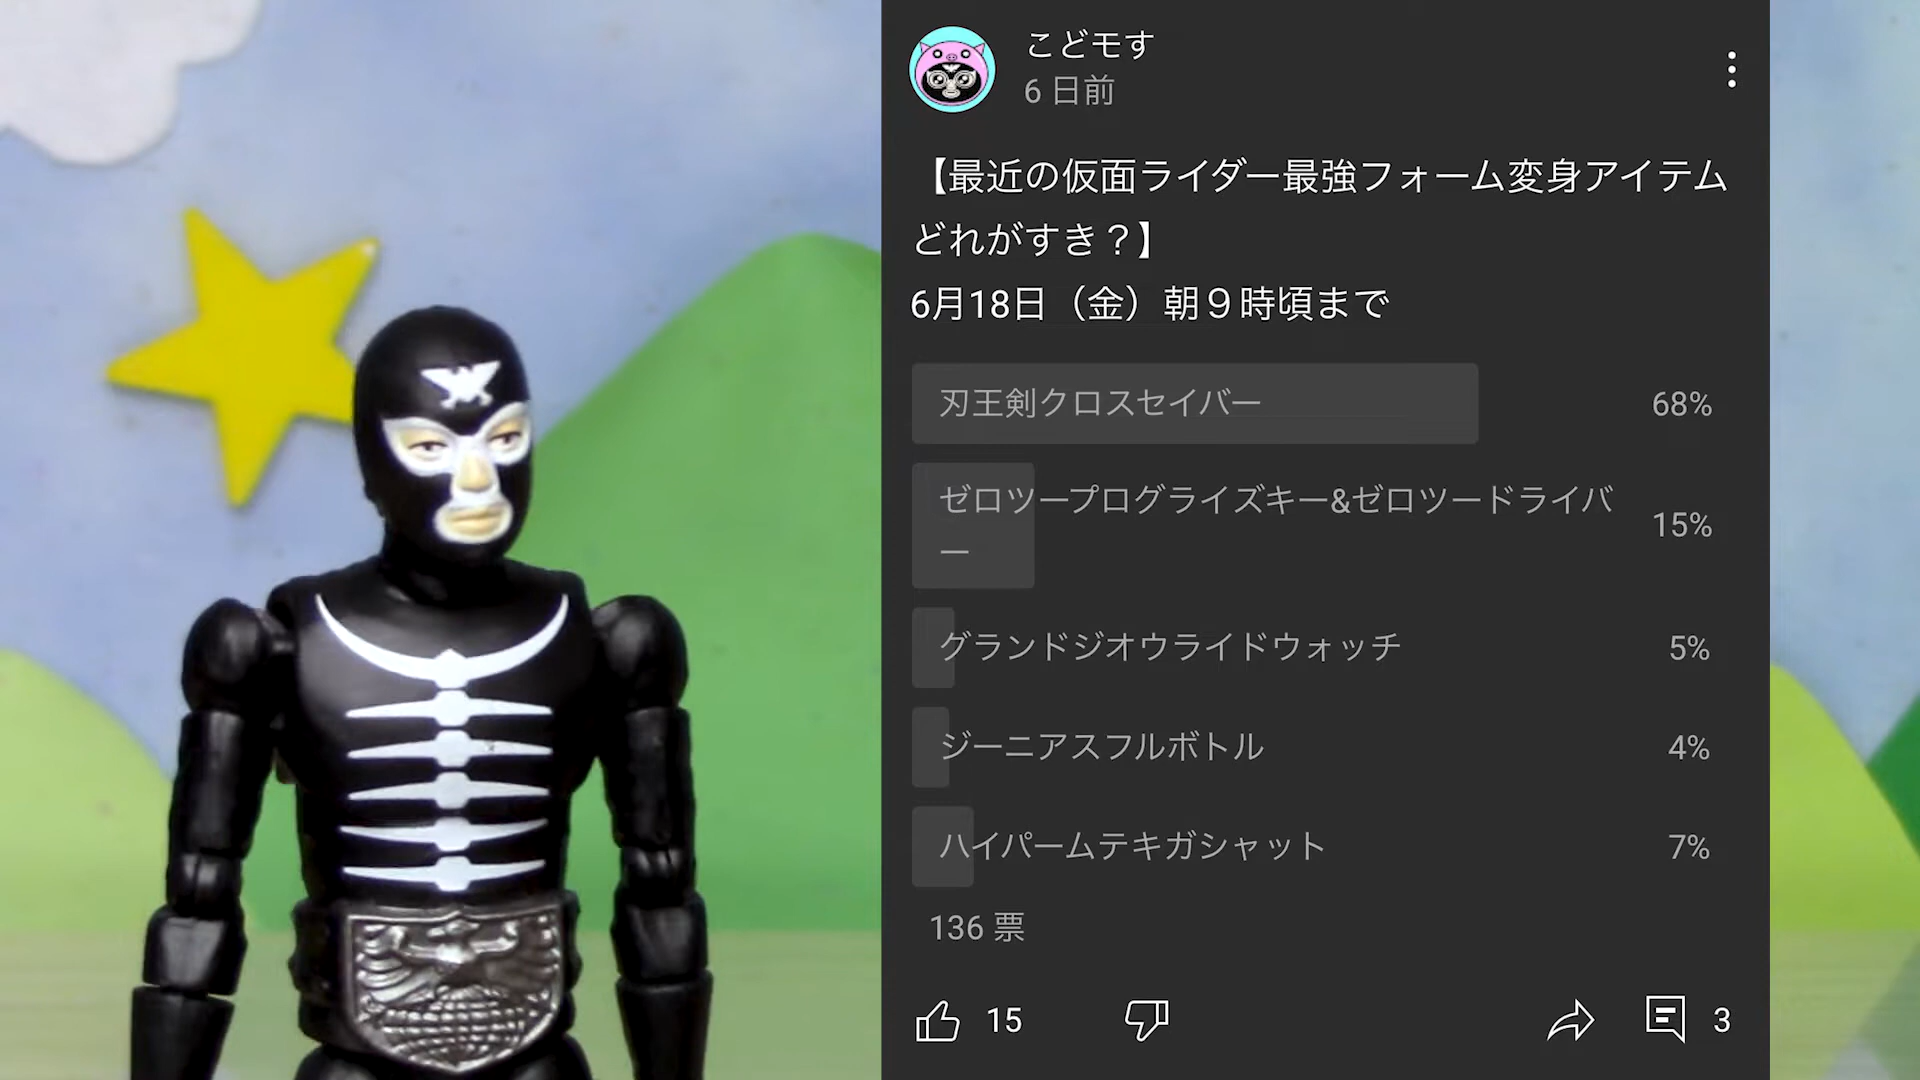 こどモす
6 日前
【最近の仮面ライダー最強フォーム変身アイテム
どれがすき？】
6月18日（金）朝９時頃まで
刃王剣クロスセイバー
68%
ゼロツープログライズキー&ゼロツードライバ
ー
15%
グランドジオウライドウォッチ
5%
ジーニアスフルボトル
4%
ハイパームテキガシャット
7%
136 票
15
3